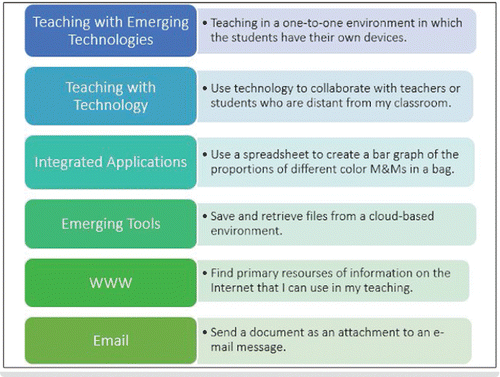 Teaching with Emerging
Technologies
• Teaching in a one-to-one environment in which
the students have their own devices.
Teaching with
Technology
• Use technology to collaborate with teachers or
students who are distant from my classroom.
Integrated Applications
• Use a spreadsheet to create a bar graph of the
proportions of different color M&Ms in a bag.
Emerging Tools
• Save and retrieve files from a cloud-based
environment.
WWW
• Find primary resourses of information on the
Internet that I can use in my teaching.
Email
• Send a document as an attachment to an e-
mail message.